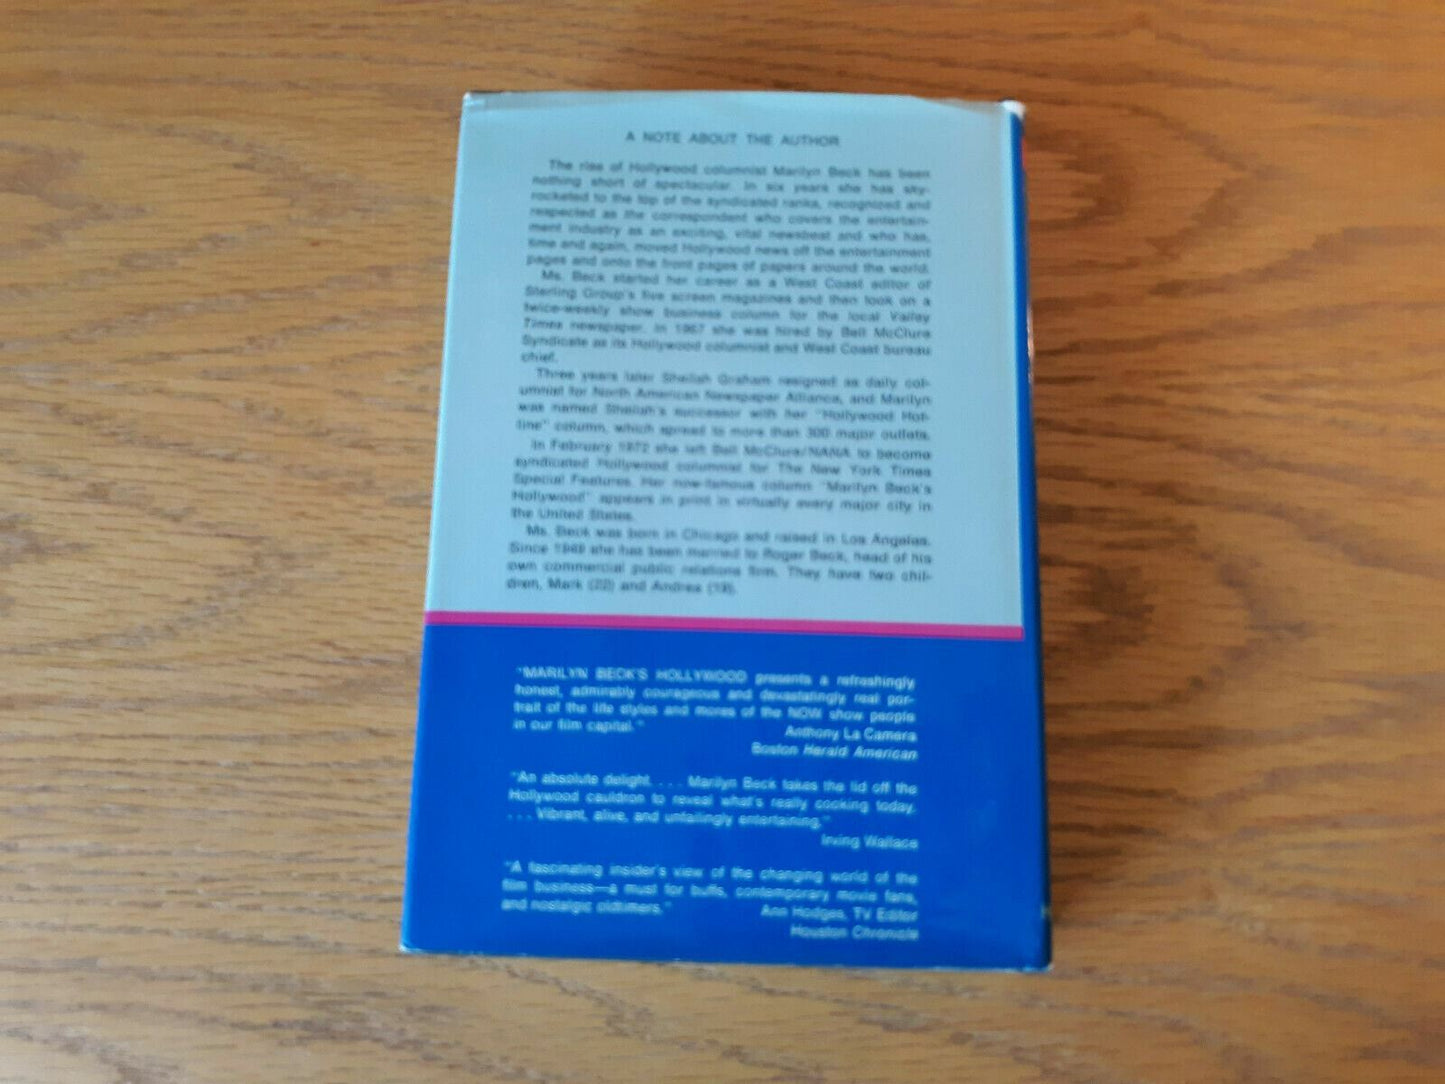 A NOTE ABOUT THE AUTHOR
The rise of Hollywood columnist Marilyn Beck has been
nothing short of spectacular. In six years she has sky-
rocketed to the top of the syndicated ranks, recognized and
respected as the correspondent who covers the entertain-
ment industry as an exciting, vital newsbeat and who has,
time and again, moved Hollywood news off the entertainment
pages and onto the front pages of papers around the world.
Ms. Beck started her career as a West Coast editor of
Sterling Group's five screen magazines and then took on a
twice-weekly show business column for the local Valley
Times newspaper. In 1967 she was hired by Bell McClure
Syndicate as its Hollywood columnist and West Coast bureau
chief.
Three years later Sheilah Graham resigned as daily col-
umnist for North American Newspaper Alliance, and Marilyn
was named Sheilah's successor with her "Hollywood Hot-
line" column, which spread to more than 300 major outlets.
In February 1972 she left Bell McClure/NANA to become
syndicated Hollywood columnist for The New York Times
Special Features. Her now-famous column "Marilyn Beck's
Hollywood" appears in print in virtually every major city in
the United States.
Ms. Beck was born in Chicago and raised in Los Angeles.
Since 1949 she has been married to Roger Beck, head of his
own commercial public relations firm. They have two chil-
dren, Mark (22) and Andrea (19).
"MARILYN BECK'S HOLLYWOOD presents a refreshingly
honest, admirably courageous and devastatingly real por-
trait of the life styles and mores of the NOW show people
in our film capital." Anthony La Camera
Boston Herald American
"An absolute delight. . . . Marilyn Beck takes the lid off the
Hollywood cauldron to reveal what's really cooking today.
. . . Vibrant, alive, and unfailingly entertaining."
Irving Wallace
"A fascinating insider's view of the changing world of the
film business—a must for buffs, contemporary movie fans,
and nostalgic oldtimers." Ann Hodges, TV Editor
Houston Chronicle